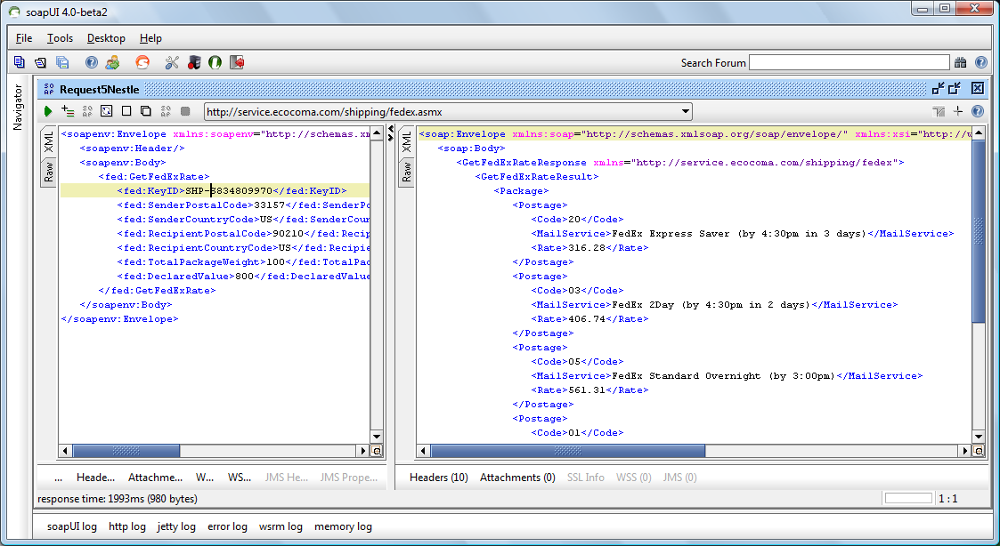 soapUI 4.0-beta2
File Tools Desktop Help
Search Forum
Navigator
SO AP Request5Nestle
http://service.ecocoma.com/shipping/fedex.asmx
XML
Raw
<soapenv:Envelope xmlns:soapenv="http://schemas.xm
<soapenv:Header/>
<soapenv:Body>
<fed:GetFedExRate>
<fed:KeyID>SHP-S834809970</fed:KeyID>
<fed:SenderPostalCode>33157</fed:SenderPo
<fed:SenderCountryCode>US</fed:SenderCoun
<fed:RecipientPostalCode>90210</fed:Recip
<fed:RecipientCountryCode>US</fed:Recipie
<fed:TotalPackageWeight>100</fed:TotalPac
<fed:DeclaredValue>800</fed:DeclaredValue
</fed:GetFedExRate>
</soapenv:Body>
</soapenv:Envelope>
XML
Raw
<soap:Envelope xmlns:soap="http://schemas.xmlsoap.org/soap/envelope/" xmlns:xsi="http://w
<soap:Body>
<GetFedExRateResponse xmlns="http://service.ecocoma.com/shipping/fedex">
<GetFedExRateResult>
<Package>
<Postage>
<Code>20</Code>
<MailService>FedEx Express Saver (by 4:30pm in 3 days)</MailService>
<Rate>316.28</Rate>
</Postage>
<Postage>
<Code>03</Code>
<MailService>FedEx 2Day (by 4:30pm in 2 days)</MailService>
<Rate>406.74</Rate>
</Postage>
<Postage>
<Code>05</Code>
<MailService>FedEx Standard Overnight (by 3:00pm)</MailService>
<Rate>561.31</Rate>
</Postage>
<Postage>
<Code>01</Code>
... Heade... Attachme... W... WS... JMS He... JMS Prope...
Headers (10) Attachments (0) SSL Info WSS (0) JMS (0)
response time: 1993ms (980 bytes)
1 : 1
soapUI log http log jetty log error log wsrm log memory log